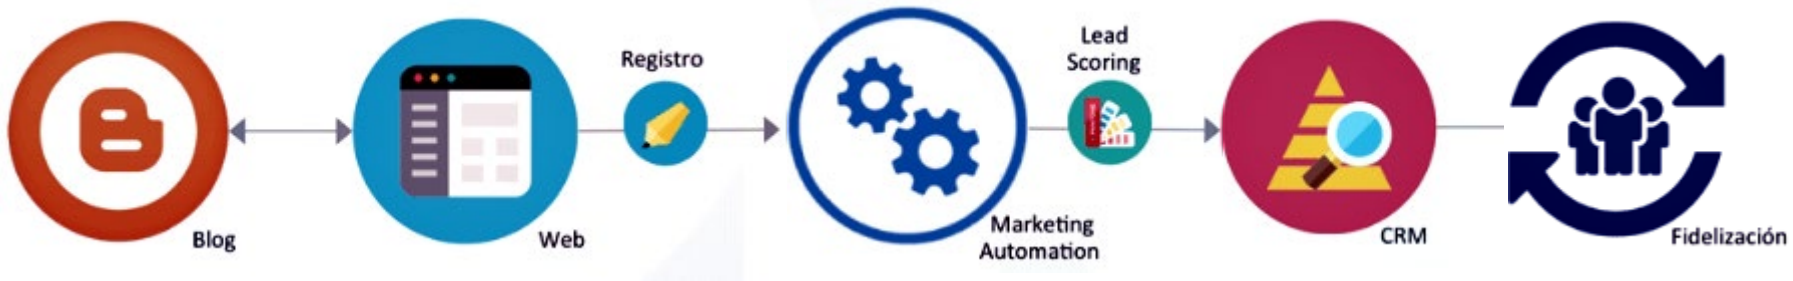 Blog
Web
Registro
Marketing
Automation
Lead
Scoring
CRM
Fidelización